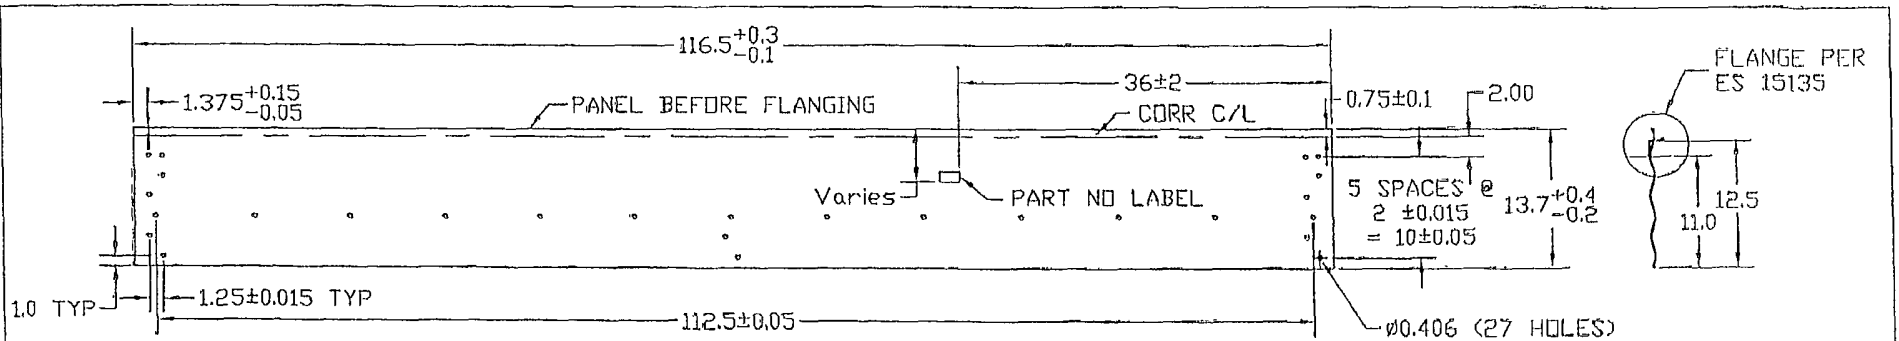 116.5+0.3
-0.1
36±2
FLANGE PER
ES 15135
1.375+0.15
-0.05
PANEL BEFORE FLANGING
CORR C/L
0.75±0.1
2.00
Varies
PART NO LABEL
5 SPACES @
2 ±0.015
= 10±0.05
13.7+0.4
-0.2
11.0
12.5
1.0 TYP
1.25±0.015 TYP
112.5±0.05
ø0.406 (27 HOLES)